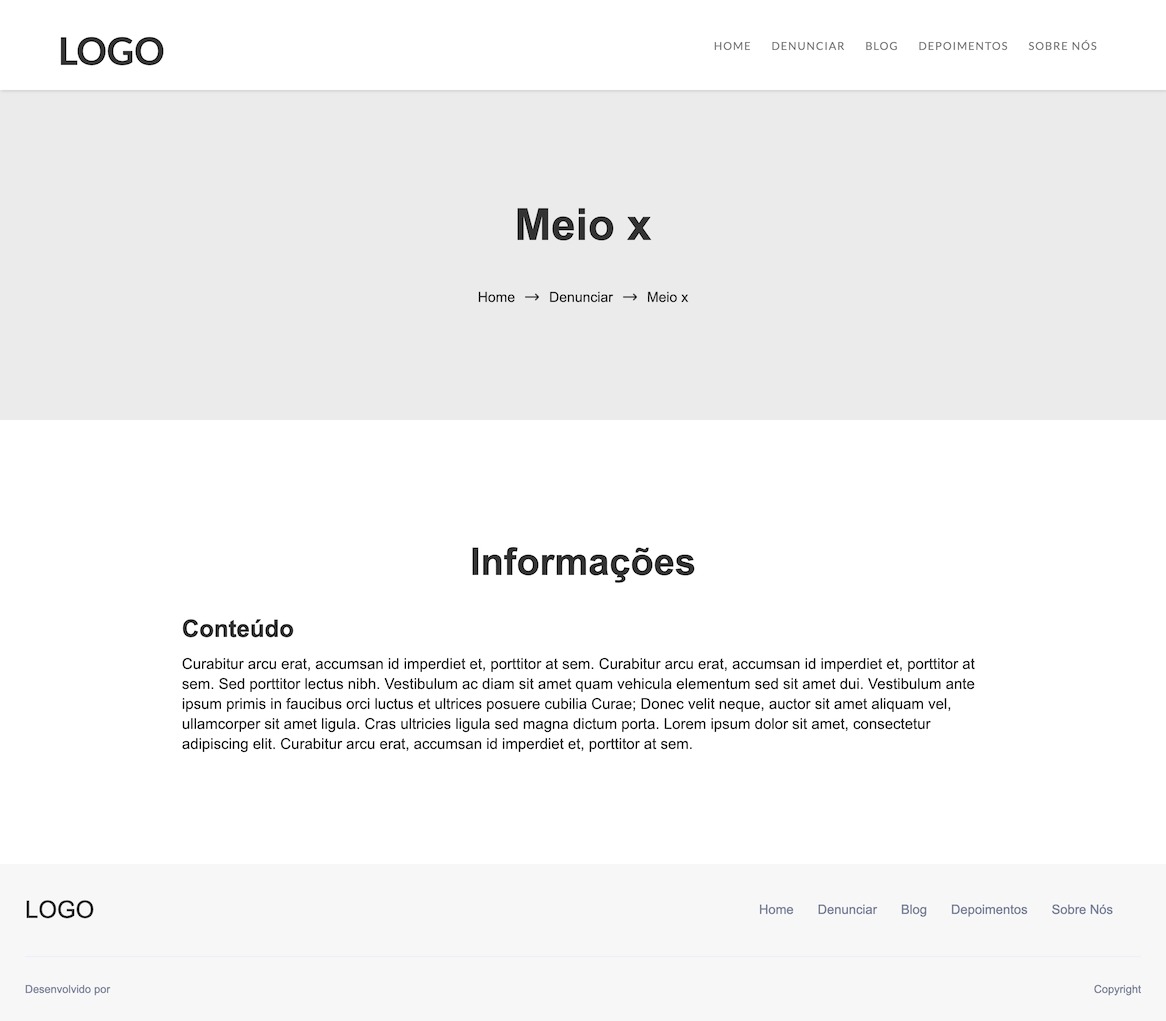 LOGO
HOME DENUNCIAR BLOG DEPOIMENTOS SOBRE NÓS
Meio x
Home → Denunciar → Meio x
Informações
Conteúdo
Curabitur arcu erat, accumsan id imperdiet et, porttitor at sem. Curabitur arcu erat, accumsan id imperdiet et, porttitor at
sem. Sed porttitor lectus nibh. Vestibulum ac diam sit amet quam vehicula elementum sed sit amet dui. Vestibulum ante
ipsum primis in faucibus orci luctus et ultrices posuere cubilia Curae; Donec velit neque, auctor sit amet aliquam vel,
ullamcorper sit amet ligula. Cras ultricies ligula sed magna dictum porta. Lorem ipsum dolor sit amet, consectetur
adipiscing elit. Curabitur arcu erat, accumsan id imperdiet et, porttitor at sem.
LOGO
Home Denunciar Blog Depoimentos Sobre Nós
Desenvolvido por
Copyright